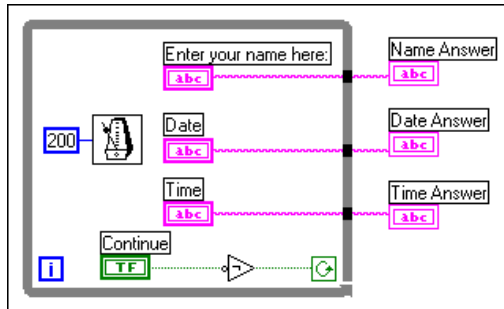 Enter your name here:
abc
Name Answer
abc
200
Date
abc
Date Answer
abc
Time
abc
Time Answer
abc
Continue
TF
i